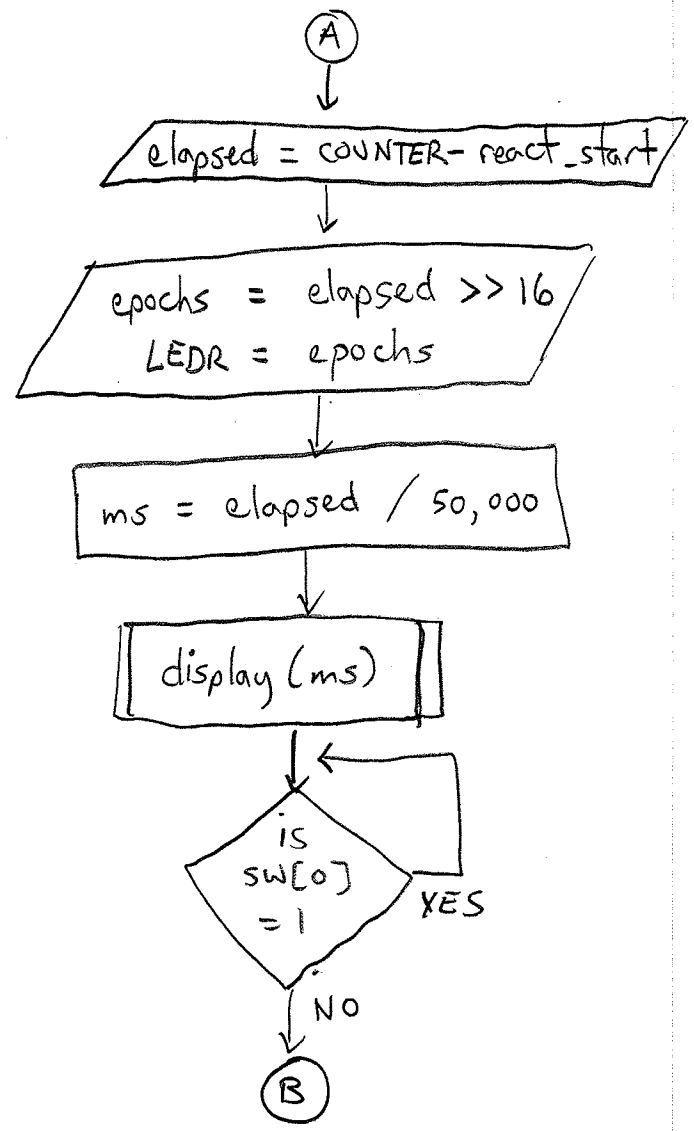 A
elapsed = COUNTER - react_start
epochs = elapsed >> 16
LEDR = epochs
ms = elapsed / 50,000
display (ms)
is
sw[0]
= 1
YES
NO
B